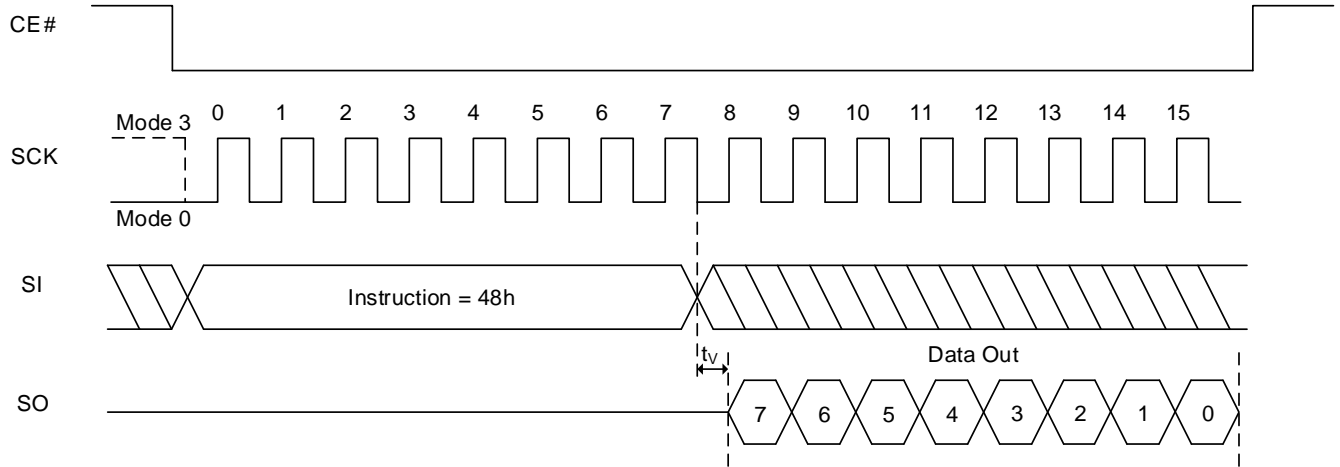 CE#
0 1 2 3 4 5 6 7 8 9 10 11 12 13 14 15
Mode 3
SCK
Mode 0
SI
Instruction = 48h
tV
Data Out
SO
7 6 5 4 3 2 1 0